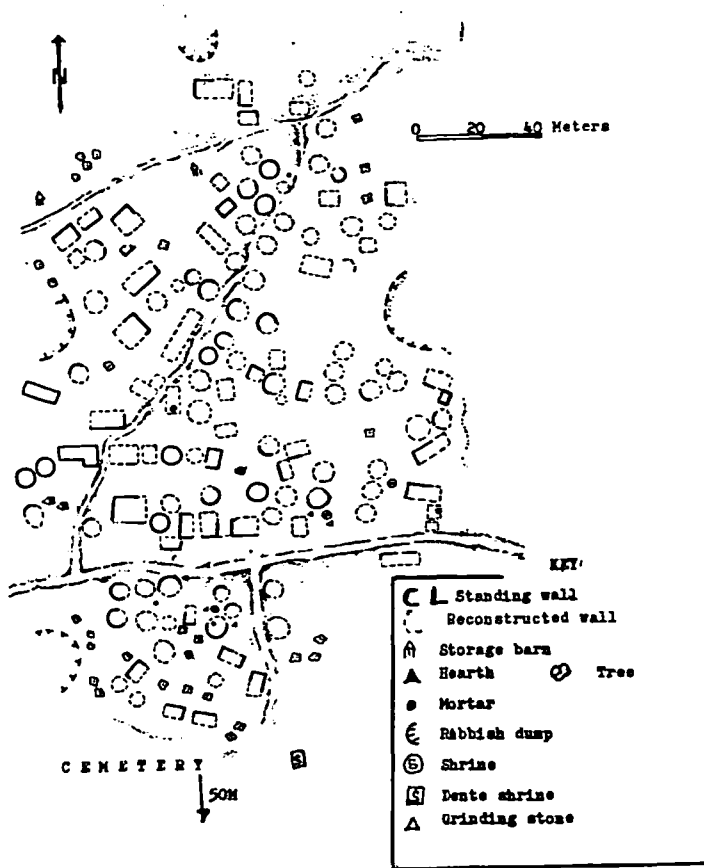 N
0 20 40 Meters
KEY:
Standing wall
Reconstructed wall
Storage barn
Hearth
Tree
Mortar
Rubbish dump
Shrine
Dente shrine
Grinding stone
CEMETERY
50M